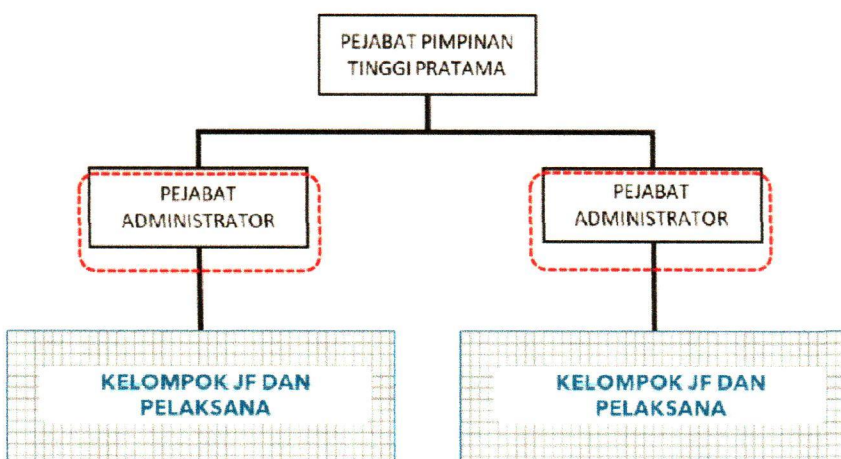 PEJABAT PIMPINAN
TINGGI PRATAMA
PEJABAT
ADMINISTRATOR
PEJABAT
ADMINISTRATOR
KELOMPOK JF DAN
PELAKSANA
KELOMPOK JF DAN
PELAKSANA